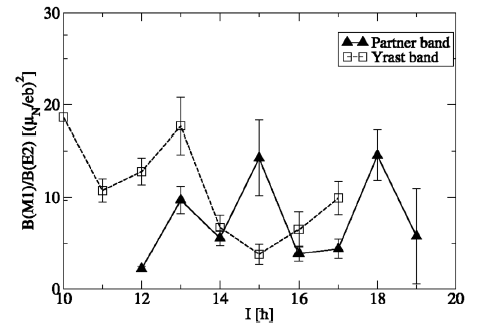 30
Partner band
Yrast band
20
10
0
B(M1)/B(E2) [(μN/eb)²]
10 12 14 16 18 20
I [ħ]